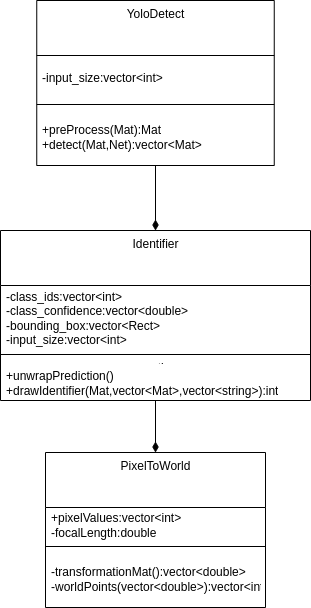 YoloDetect
-input_size:vector<int>
+preProcess(Mat):Mat
+detect(Mat,Net):vector<Mat>
Identifier
-class_ids:vector<int>
-class_confidence:vector<double>
-bounding_box:vector<Rect>
-input_size:vector<int>
+unwrapPrediction()
+drawIdentifier(Mat,vector<Mat>,vector<string>):int
PixelToWorld
+pixelValues:vector<int>
-focalLength:double
-transformationMat():vector<double>
-worldPoints(vector<double>):vector<in